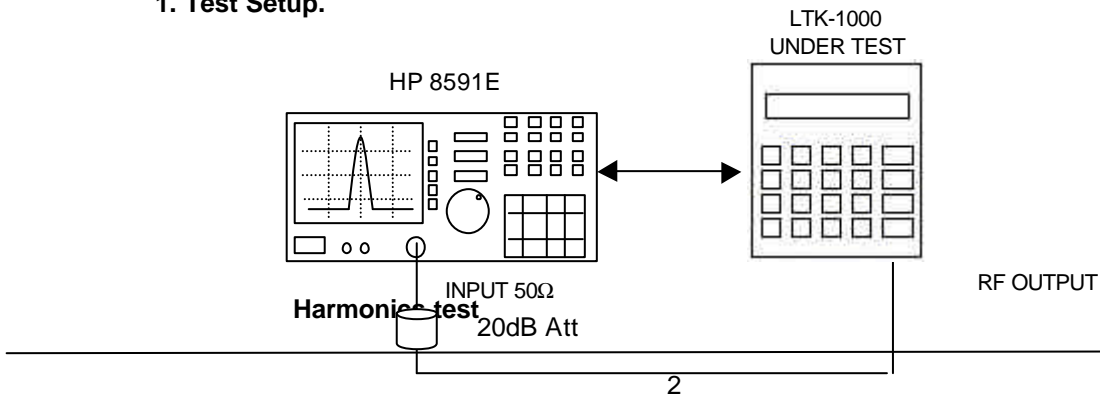 1. Test Setup.
LTK-1000
UNDER TEST
HP 8591E
RF OUTPUT
INPUT 50Ω
Harmonics test
20dB Att
2